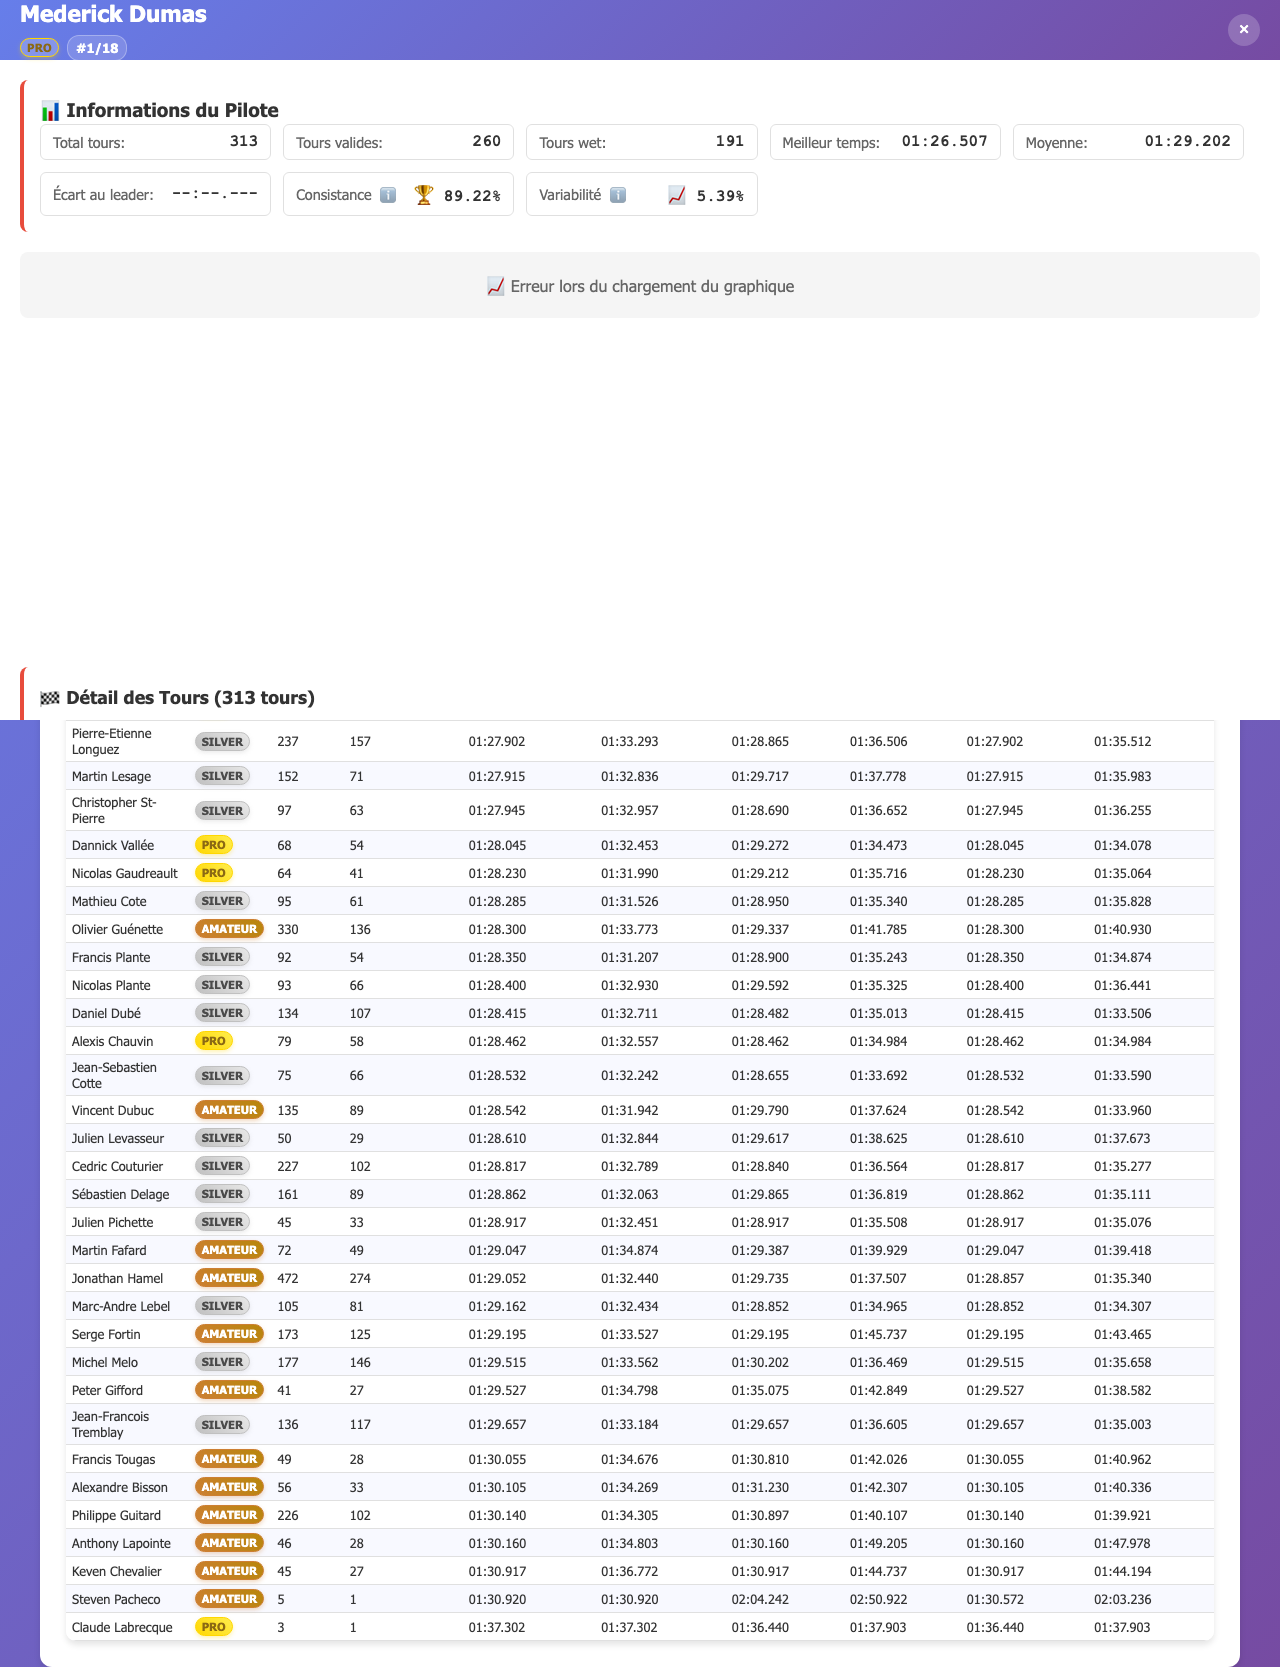 Mederick Dumas
PRO #1/18
×
📊 Informations du Pilote
Total tours: 313
Tours valides: 260
Tours wet: 191
Meilleur temps: 01:26.507
Moyenne: 01:29.202
Écart au leader: --:--.---
Consistance ℹ️ 🏆 89.22%
Variabilité ℹ️ 📈 5.39%
📈 Erreur lors du chargement du graphique
🏁 Détail des Tours (313 tours)
Pierre-Etienne Longuez SILVER 237 157 01:27.902 01:33.293 01:28.865 01:36.506 01:27.902 01:35.512
Martin Lesage SILVER 152 71 01:27.915 01:32.836 01:29.717 01:37.778 01:27.915 01:35.983
Christopher St-Pierre SILVER 97 63 01:27.945 01:32.957 01:28.690 01:36.652 01:27.945 01:36.255
Dannick Vallée PRO 68 54 01:28.045 01:32.453 01:29.272 01:34.473 01:28.045 01:34.078
Nicolas Gaudreault PRO 64 41 01:28.230 01:31.990 01:29.212 01:35.716 01:28.230 01:35.064
Mathieu Cote SILVER 95 61 01:28.285 01:31.526 01:28.950 01:35.340 01:28.285 01:35.828
Olivier Guénette AMATEUR 330 136 01:28.300 01:33.773 01:29.337 01:41.785 01:28.300 01:40.930
Francis Plante SILVER 92 54 01:28.350 01:31.207 01:28.900 01:35.243 01:28.350 01:34.874
Nicolas Plante SILVER 93 66 01:28.400 01:32.930 01:29.592 01:35.325 01:28.400 01:36.441
Daniel Dubé SILVER 134 107 01:28.415 01:32.711 01:28.482 01:35.013 01:28.415 01:33.506
Alexis Chauvin PRO 79 58 01:28.462 01:32.557 01:28.462 01:34.984 01:28.462 01:34.984
Jean-Sebastien Cotte SILVER 75 66 01:28.532 01:32.242 01:28.655 01:33.692 01:28.532 01:33.590
Vincent Dubuc AMATEUR 135 89 01:28.542 01:31.942 01:29.790 01:37.624 01:28.542 01:33.960
Julien Levasseur SILVER 50 29 01:28.610 01:32.844 01:29.617 01:38.625 01:28.610 01:37.673
Cedric Couturier SILVER 227 102 01:28.817 01:32.789 01:28.840 01:36.564 01:28.817 01:35.277
Sébastien Delage SILVER 161 89 01:28.862 01:32.063 01:29.865 01:36.819 01:28.862 01:35.111
Julien Pichette SILVER 45 33 01:28.917 01:32.451 01:28.917 01:35.508 01:28.917 01:35.076
Martin Fafard AMATEUR 72 49 01:29.047 01:34.874 01:29.387 01:39.929 01:29.047 01:39.418
Jonathan Hamel AMATEUR 472 274 01:29.052 01:32.440 01:29.735 01:37.507 01:28.857 01:35.340
Marc-Andre Lebel SILVER 105 81 01:29.162 01:32.434 01:28.852 01:34.965 01:28.852 01:34.307
Serge Fortin AMATEUR 173 125 01:29.195 01:33.527 01:29.195 01:45.737 01:29.195 01:43.465
Michel Melo SILVER 177 146 01:29.515 01:33.562 01:30.202 01:36.469 01:29.515 01:35.658
Peter Gifford AMATEUR 41 27 01:29.527 01:34.798 01:35.075 01:42.849 01:29.527 01:38.582
Jean-Francois Tremblay SILVER 136 117 01:29.657 01:33.184 01:29.657 01:36.605 01:29.657 01:35.003
Francis Tougas AMATEUR 49 28 01:30.055 01:34.676 01:30.810 01:42.026 01:30.055 01:40.962
Alexandre Bisson AMATEUR 56 33 01:30.105 01:34.269 01:31.230 01:42.307 01:30.105 01:40.336
Philippe Guitard AMATEUR 226 102 01:30.140 01:34.305 01:30.897 01:40.107 01:30.140 01:39.921
Anthony Lapointe AMATEUR 46 28 01:30.160 01:34.803 01:30.160 01:49.205 01:30.160 01:47.978
Keven Chevalier AMATEUR 45 27 01:30.917 01:36.772 01:30.917 01:44.737 01:30.917 01:44.194
Steven Pacheco AMATEUR 5 1 01:30.920 01:30.920 02:04.242 02:50.922 01:30.572 02:03.236
Claude Labrecque PRO 3 1 01:37.302 01:37.302 01:36.440 01:37.903 01:36.440 01:37.903